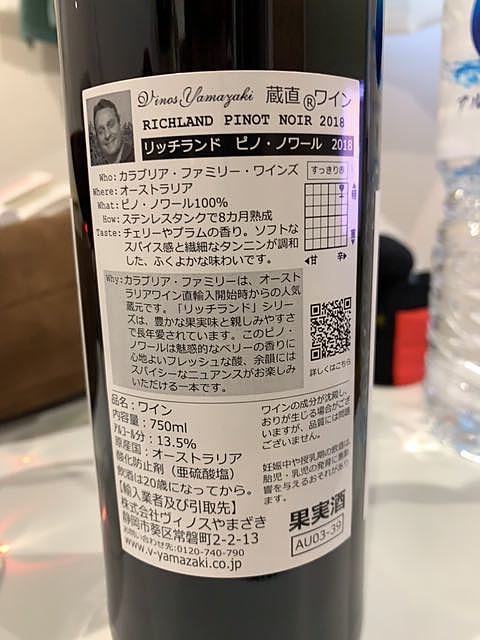 Vinos Yamazaki 蔵直®ワイン
RICHLAND PINOT NOIR 2018
リッチランド ピノ・ノワール 2018
Who:カラブリア・ファミリー・ワインズ
Where:オーストラリア
What:ピノ・ノワール100%
How:ステンレスタンクで8カ月熟成
Taste:チェリーやプラムの香り。ソフトな
スパイス感と繊細なタンニンが調和
した、ふくよかな味わいです。
すっきり赤
▲軽
重▼
◀甘 辛▶
Why:カラブリア・ファミリーは、オースト
ラリアワイン直輸入開始時からの人気
蔵元です。「リッチランド」シリー
ズは、豊かな果実味と親しみやすさ
で長年愛されています。このピノ・
ノワールは魅惑的なベリーの香りに
心地よいフレッシュな酸、余韻には
スパイシーなニュアンスがお楽しみ
いただける一本です。
詳しくはこちら
品名：ワイン
内容量：750ml
アルコール分：13.5%
原産国：オーストラリア
酸化防止剤（亜硫酸塩）
飲酒は20歳になってから。
【輸入業者及び引取先】
株式会社ヴィノスやまざき
静岡市葵区常磐町2-2-13
お問い合わせ先:0120-740-790
www.v-yamazaki.co.jp
ワインの成分が沈殿し、
おりが生じる場合がござ
いますが、品質には問題
ございません。
妊娠中や授乳期の飲酒は、
胎児・乳児の発育に悪影
響を与えるおそれがあり
ます。
果実酒
AU03-39